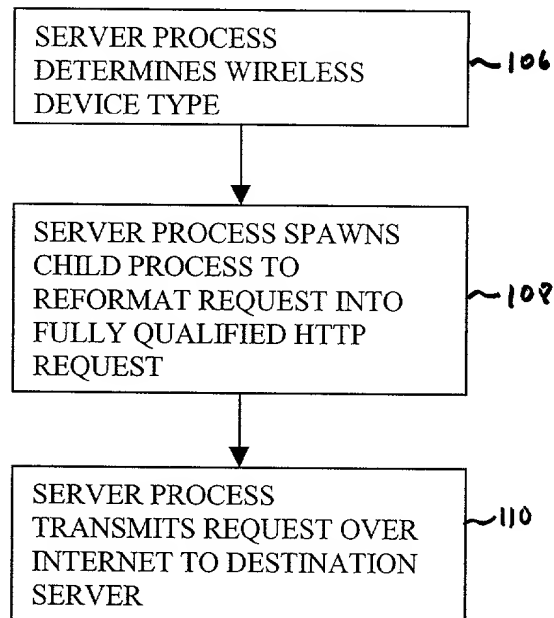 SERVER PROCESS
DETERMINES WIRELESS
DEVICE TYPE
~106
SERVER PROCESS SPAWNS
CHILD PROCESS TO
REFORMAT REQUEST INTO
FULLY QUALIFIED HTTP
REQUEST
~108
SERVER PROCESS
TRANSMITS REQUEST OVER
INTERNET TO DESTINATION
SERVER
~110